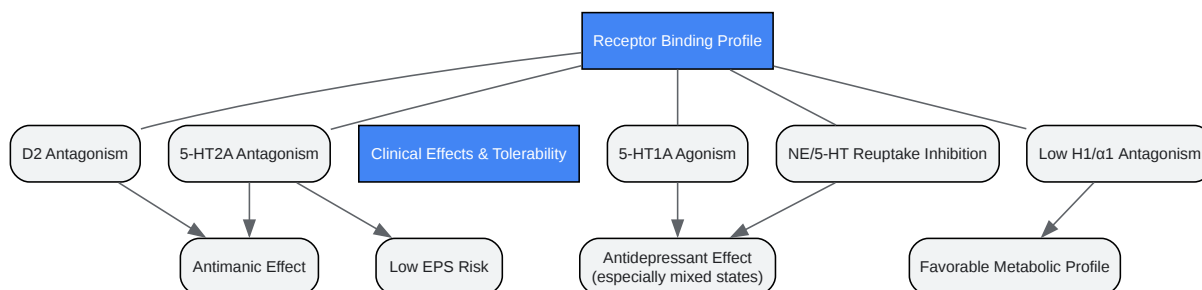 Receptor Binding Profile
D2 Antagonism
5-HT2A Antagonism
Clinical Effects & Tolerability
5-HT1A Agonism
NE/5-HT Reuptake Inhibition
Low H1/α1 Antagonism
Antimanic Effect
Low EPS Risk
Antidepressant Effect
(especially mixed states)
Favorable Metabolic Profile